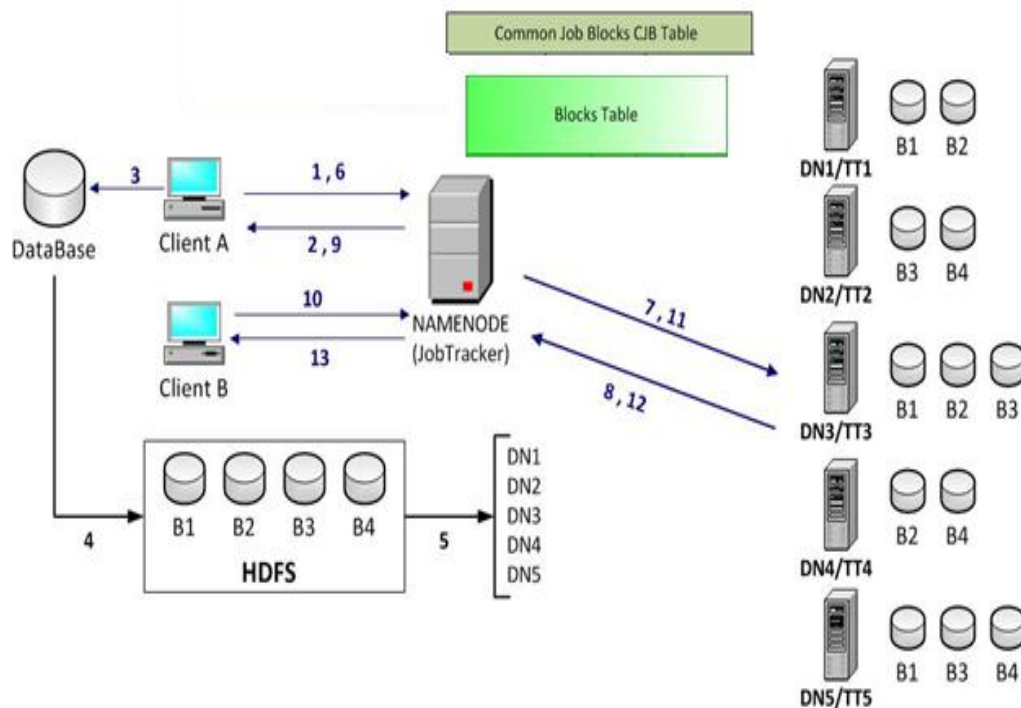 Common Job Blocks CJB Table
Blocks Table
3
1 , 6
2 , 9
DataBase
Client A
10
13
Client B
NAMENODE
(JobTracker)
7, 11
8 , 12
B1 B2
DN1/TT1
B3 B4
DN2/TT2
B1 B2 B3
DN3/TT3
B2 B4
DN4/TT4
B1 B3 B4
DN5/TT5
4
B1 B2 B3 B4
HDFS
5
DN1
DN2
DN3
DN4
DN5